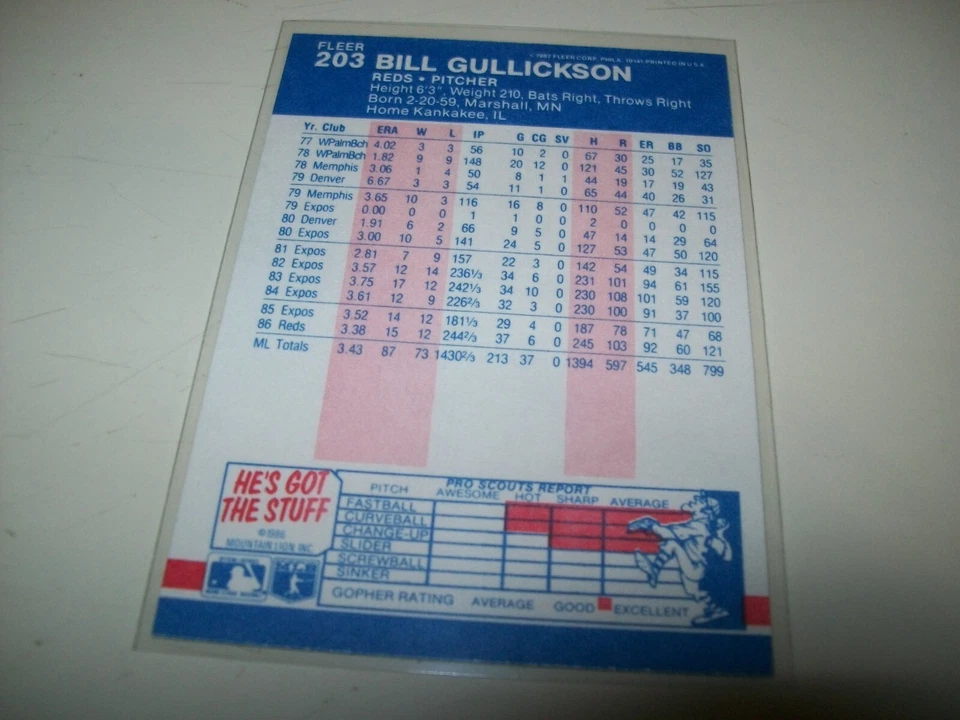 FLEER
© 1987 FLEER CORP., PHILA. 19141 PRINTED IN U.S.A.
203 BILL GULLICKSON
REDS • PITCHER
Height 6'3", Weight 210, Bats Right, Throws Right
Born 2-20-59, Marshall, MN
Home Kankakee, IL
Yr. Club ERA W L IP G CG SV H R ER BB SO
77 WPalmBch 4.02 3 3 56 10 2 0 67 30 25 17 35
78 WPalmBch 1.82 9 9 148 20 12 0 121 45 30 52 127
78 Memphis 3.06 1 4 50 8 1 1 44 19 17 19 43
79 Denver 6.67 3 3 54 11 1 0 65 44 40 26 31
79 Memphis 3.65 10 3 116 16 8 0 110 52 47 42 115
79 Expos 0.00 0 0 1 1 0 0 2 0 0 0 0
80 Denver 1.91 6 2 66 9 5 0 47 14 14 29 64
80 Expos 3.00 10 5 141 24 5 0 127 53 47 50 120
81 Expos 2.81 7 9 157 22 3 0 142 54 49 34 115
82 Expos 3.57 12 14 236⅓ 34 6 0 231 101 94 61 155
83 Expos 3.75 17 12 242⅓ 34 10 0 230 108 101 59 120
84 Expos 3.61 12 9 226⅔ 32 3 0 230 100 91 37 100
85 Expos 3.52 14 12 181⅓ 29 4 0 187 78 71 47 68
86 Reds 3.38 15 12 244⅔ 37 6 0 245 103 92 60 121
ML Totals 3.43 87 73 1430⅔ 213 37 0 1394 597 545 348 799
HE'S GOT
THE STUFF
©1986
MOUNTAIN LION INC.
PRO SCOUTS REPORT
PITCH AWESOME HOT SHARP AVERAGE
FASTBALL
CURVEBALL
CHANGE-UP
SLIDER
SCREWBALL
SINKER
GOPHER RATING AVERAGE GOOD EXCELLENT